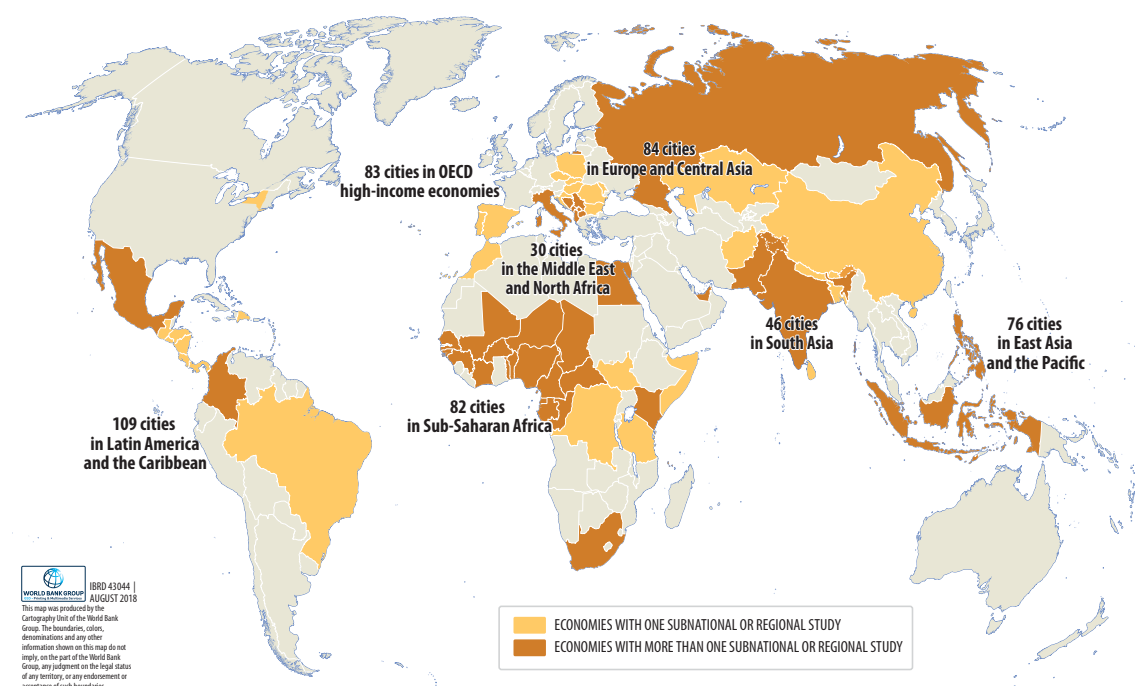 84 cities
in Europe and Central Asia
83 cities in OECD
high-income economies
30 cities
in the Middle East
and North Africa
46 cities
in South Asia
76 cities
in East Asia
and the Pacific
82 cities
in Sub-Saharan Africa
109 cities
in Latin America
and the Caribbean
WORLD BANK GROUP
IBRD 43044 |
AUGUST 2018
This map was produced by the
Cartography Unit of the World Bank
Group. The boundaries, colors,
denominations and any other
information shown on this map do not
imply, on the part of the World Bank
Group, any judgment on the legal status
of any territory, or any endorsement or
acceptance of such boundaries.
ECONOMIES WITH ONE SUBNATIONAL OR REGIONAL STUDY
ECONOMIES WITH MORE THAN ONE SUBNATIONAL OR REGIONAL STUDY